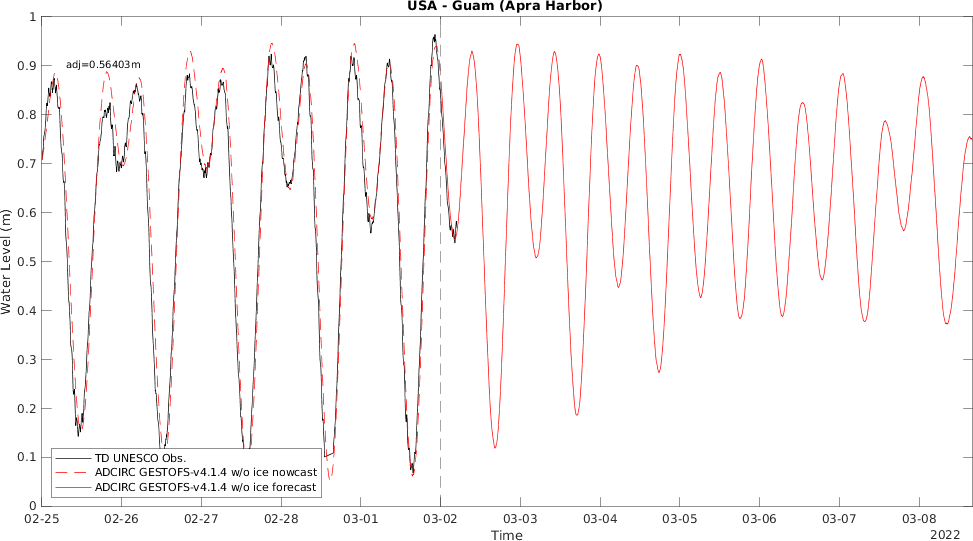 USA - Guam (Apra Harbor)
1
0.9
0.8
0.7
0.6
0.5
0.4
0.3
0.2
0.1
0
Water Level (m)
adj=0.56403m
TD UNESCO Obs.
ADCIRC GESTOFS-v4.1.4 w/o ice nowcast
ADCIRC GESTOFS-v4.1.4 w/o ice forecast
02-25 02-26 02-27 02-28 03-01 03-02 03-03 03-04 03-05 03-06 03-07 03-08
Time
2022